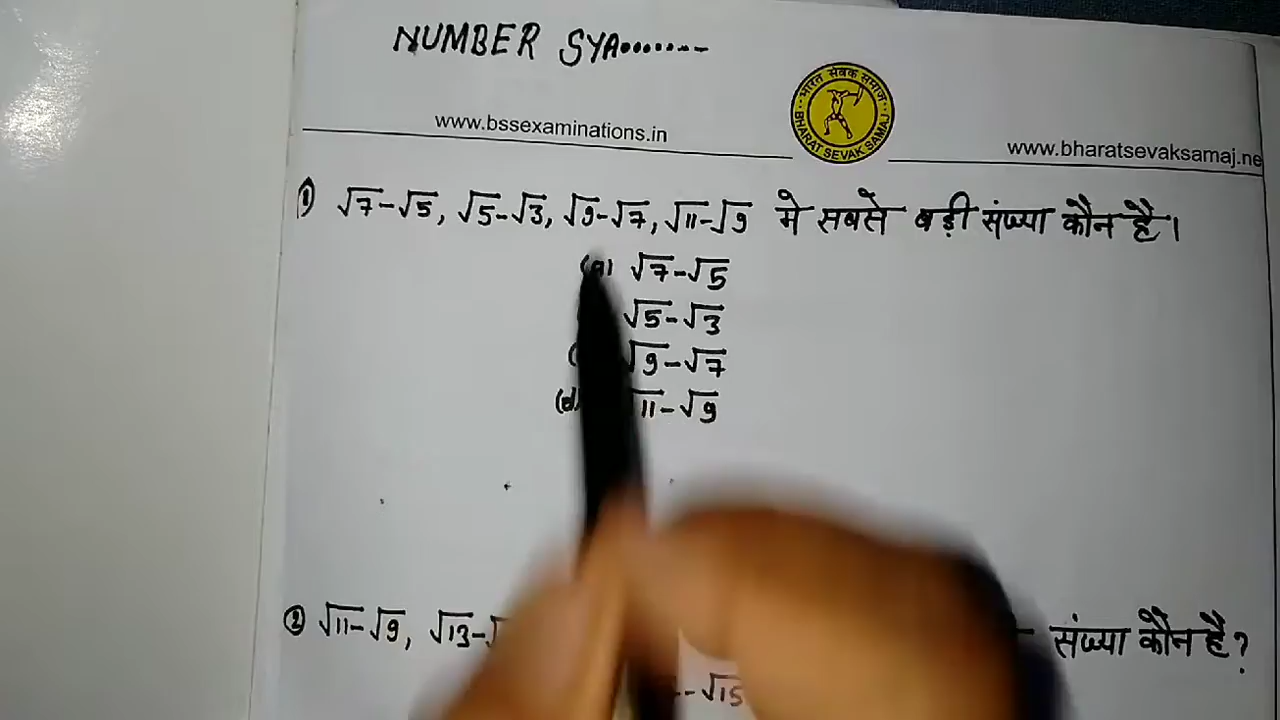 NUMBER SYA.......
भारत सेवक समाज
BHARAT SEVAK SAMAJ
www.bssexaminations.in
www.bharatsevaksamaj.ne
① √7-√5, √5-√3, √9-√7, √11-√9 मे सबसे बड़ी संख्या कौन है।
(a) √7-√5
√5-√3
√9-√7
(d) 11-√9
② √11-√9, √13- संख्या कौन है?
-√15